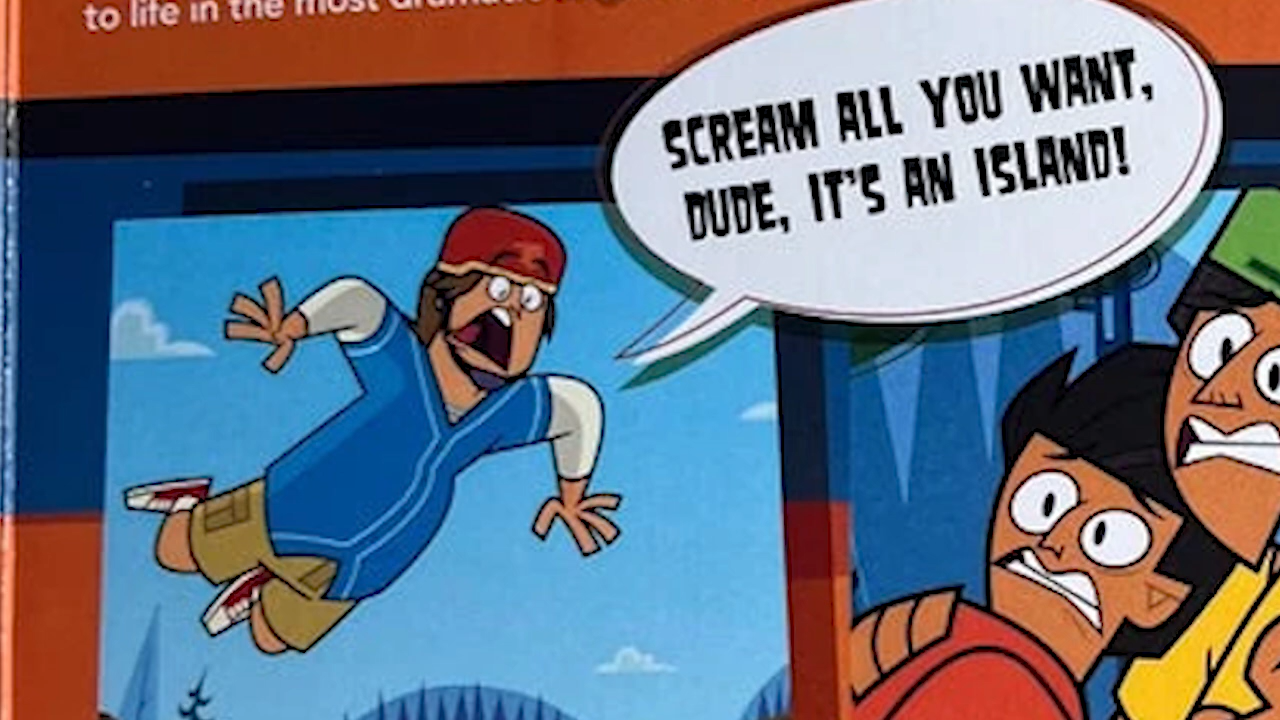 to life in the most
SCREAM ALL YOU WANT,
DUDE, IT'S AN ISLAND!